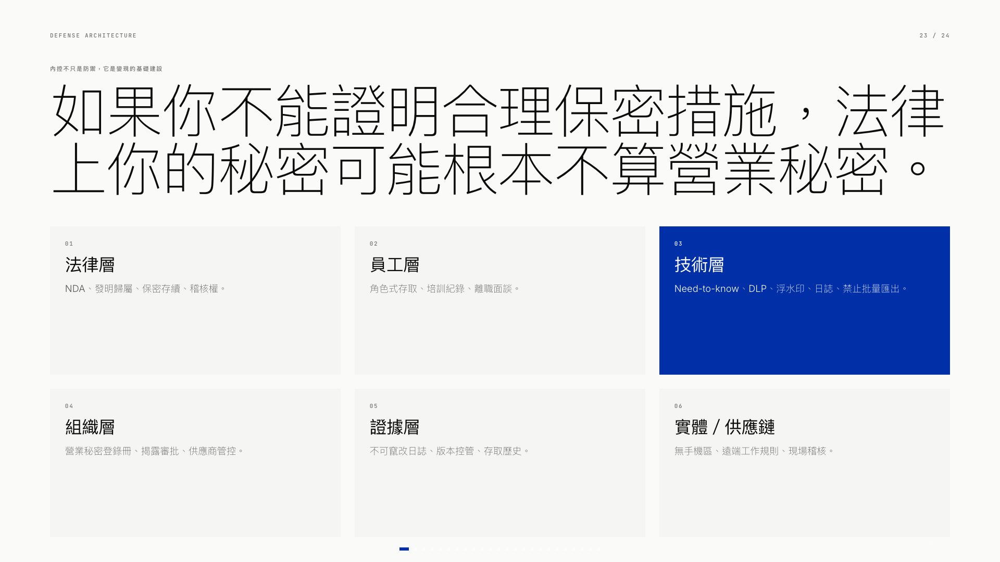 DEFENSE ARCHITECTURE
23 / 24
內控不只是防禦，它是變現的基礎建設
如果你不能證明合理保密措施，法律
上你的秘密可能根本不算營業秘密。
01
法律層
NDA、發明歸屬、保密存續、稽核權。
02
員工層
角色式存取、培訓紀錄、離職面談。
03
技術層
Need-to-know、DLP、浮水印、日誌、禁止批量匯出。
04
組織層
營業秘密登錄冊、揭露審批、供應商管控。
05
證據層
不可竄改日誌、版本控管、存取歷史。
06
實體 / 供應鏈
無手機區、遠端工作規則、現場稽核。